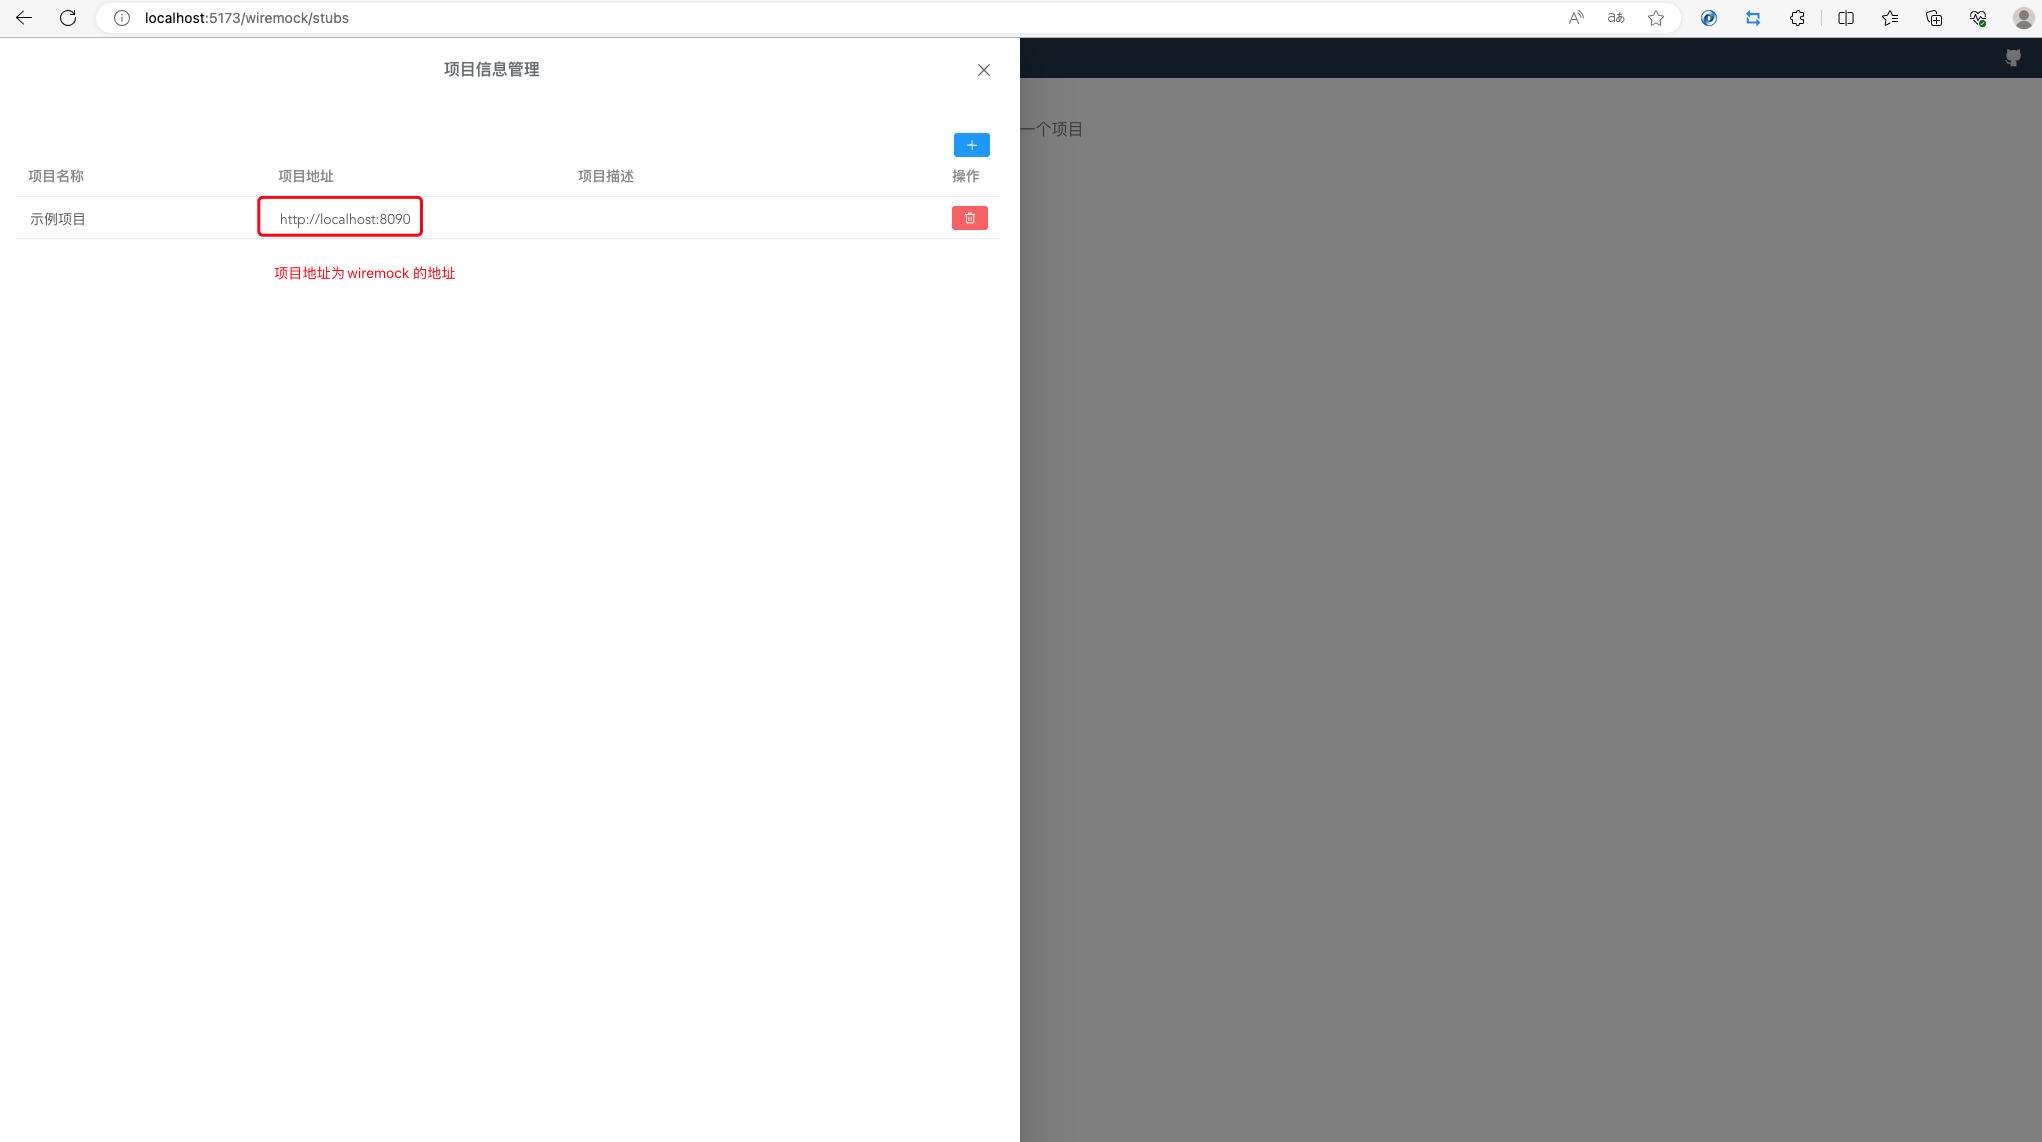 localhost:5173/wiremock/stubs
项目信息管理
一个项目
项目名称 项目地址 项目描述 操作
示例项目 http://localhost:8090
项目地址为 wiremock 的地址